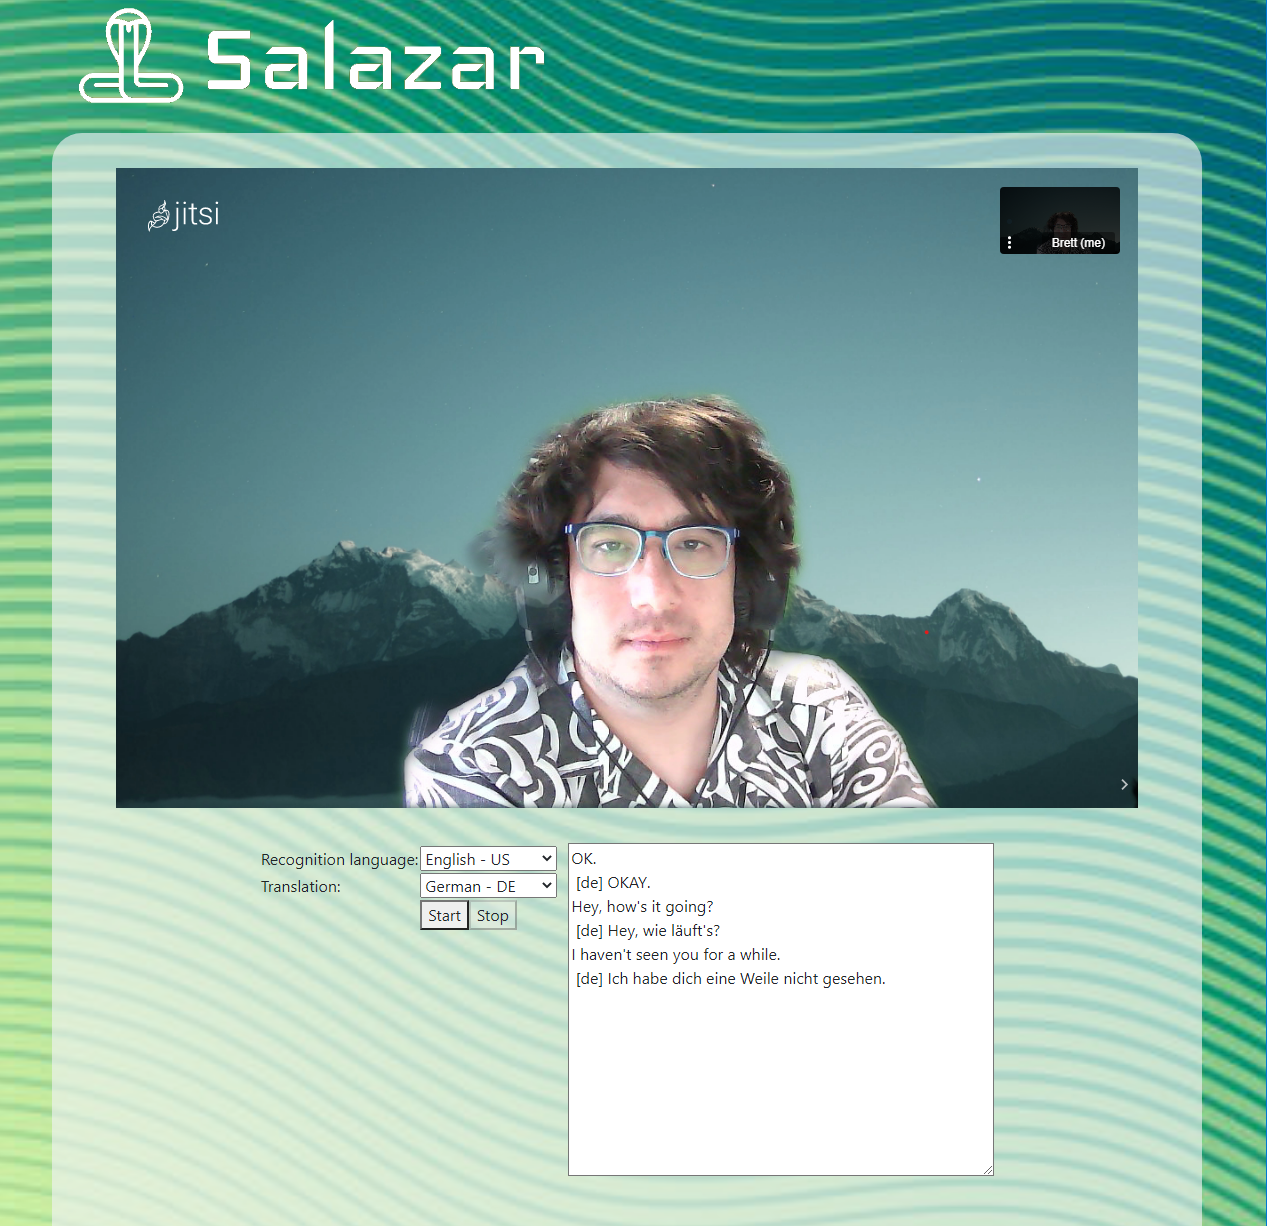 Salazar
jitsi
Brett (me)
Recognition language: English - US
Translation: German - DE
Start Stop
OK.
[de] OKAY.
Hey, how's it going?
[de] Hey, wie läuft's?
I haven't seen you for a while.
[de] Ich habe dich eine Weile nicht gesehen.